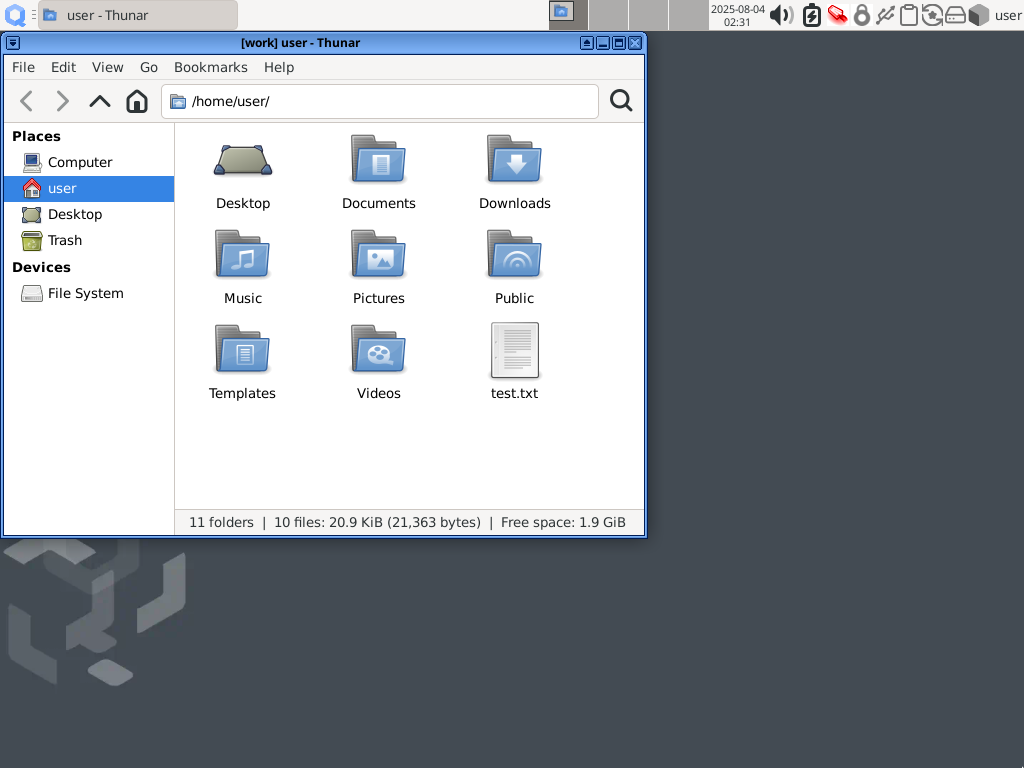 user - Thunar
2025-08-04
02:31
user
[work] user - Thunar
File Edit View Go Bookmarks Help
/home/user/
Places
Computer
user
Desktop
Trash
Devices
File System
Desktop Documents Downloads
Music Pictures Public
Templates Videos test.txt
11 folders | 10 files: 20.9 KiB (21,363 bytes) | Free space: 1.9 GiB